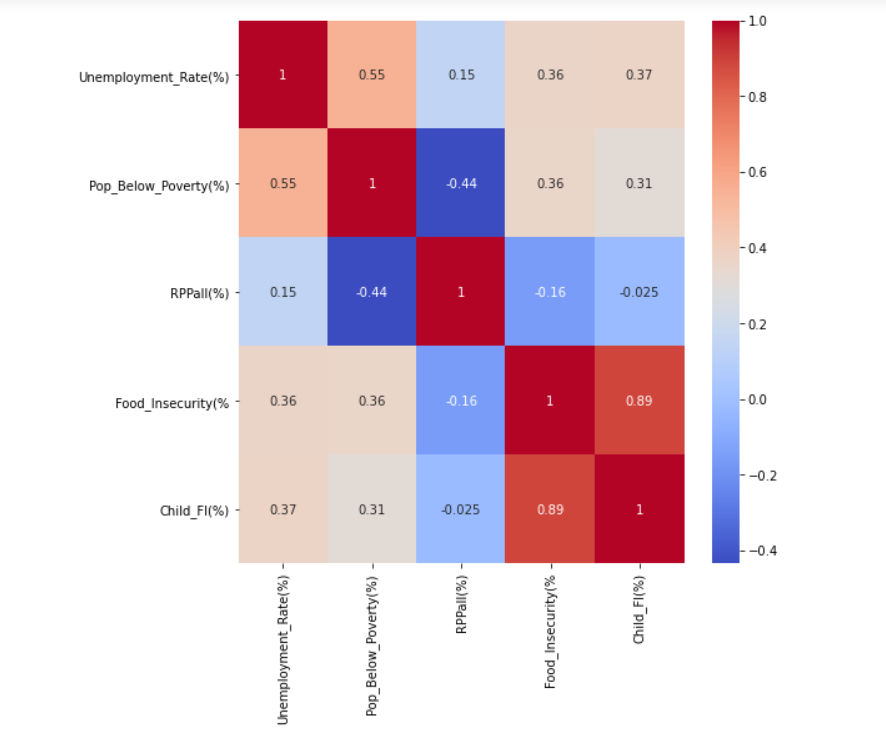 1.0
Unemployment_Rate(%) 1 0.55 0.15 0.36 0.37
0.8
Pop_Below_Poverty(%) 0.55 1 -0.44 0.36 0.31
0.6
0.4
RPPall(%) 0.15 -0.44 1 -0.16 -0.025
0.2
0.0
Food_Insecurity(% 0.36 0.36 -0.16 1 0.89
−0.2
Child_FI(%) 0.37 0.31 -0.025 0.89 1
−0.4
Unemployment_Rate(%)
Pop_Below_Poverty(%)
RPPall(%)
Food_Insecurity(%
Child_FI(%)